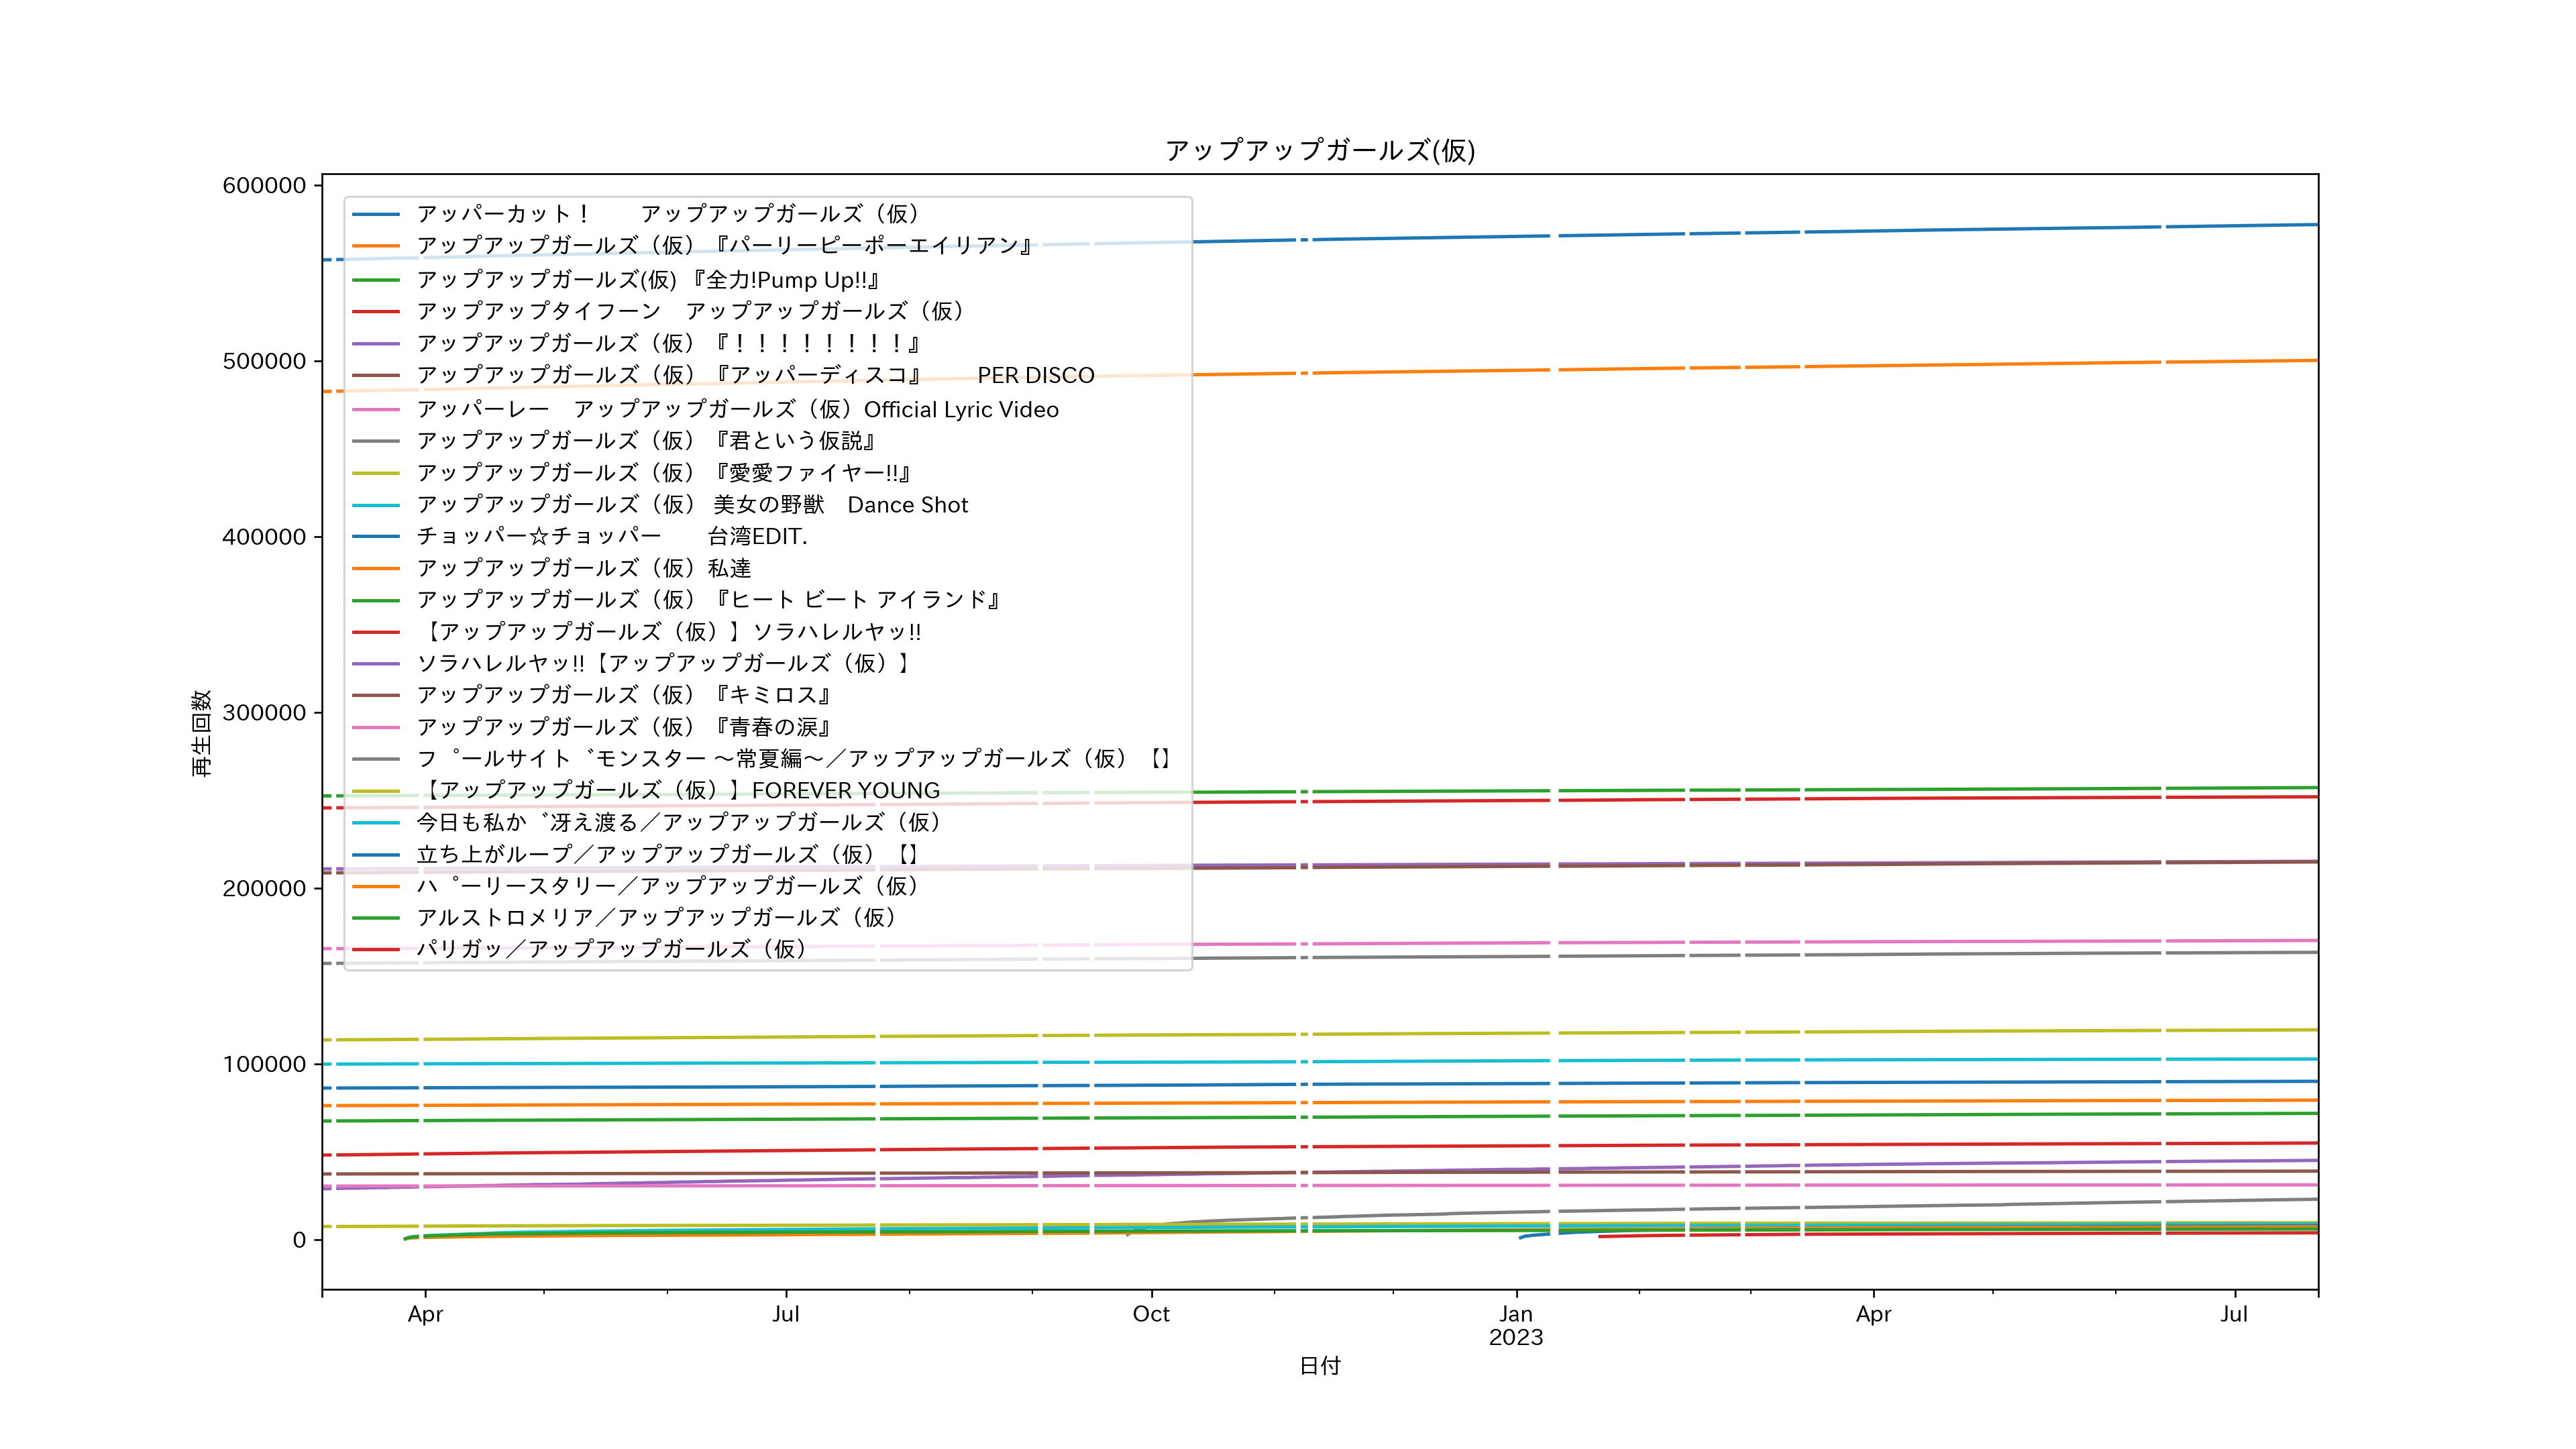 アップアップガールズ(仮)
600000
500000
400000
300000
200000
100000
0
再生回数
アッパーカット！　　アップアップガールズ（仮）
アップアップガールズ（仮）『パーリーピーポーエイリアン』
アップアップガールズ(仮) 『全力!Pump Up!!』
アップアップタイフーン　アップアップガールズ（仮）
アップアップガールズ（仮）『！！！！！！！！』
アップアップガールズ（仮）『アッパーディスコ』　　PER DISCO
アッパーレー　アップアップガールズ（仮）Official Lyric Video
アップアップガールズ（仮）『君という仮説』
アップアップガールズ（仮）『愛愛ファイヤー!!』
アップアップガールズ（仮） 美女の野獣　Dance Shot
チョッパー☆チョッパー　　台湾EDIT.
アップアップガールズ（仮）私達
アップアップガールズ（仮）『ヒート ビート アイランド』
【アップアップガールズ（仮）】ソラハレルヤッ!!
ソラハレルヤッ!!【アップアップガールズ（仮）】
アップアップガールズ（仮）『キミロス』
アップアップガールズ（仮）『青春の涙』
フ゜ールサイト゛モンスター ～常夏編～／アップアップガールズ（仮）【】
【アップアップガールズ（仮）】FOREVER YOUNG
今日も私か゛冴え渡る／アップアップガールズ（仮）
立ち上がループ／アップアップガールズ（仮）【】
ハ゜ーリースタリー／アップアップガールズ（仮）
アルストロメリア／アップアップガールズ（仮）
パリガッ／アップアップガールズ（仮）
Apr
Jul
Oct
Jan
2023
Apr
Jul
日付